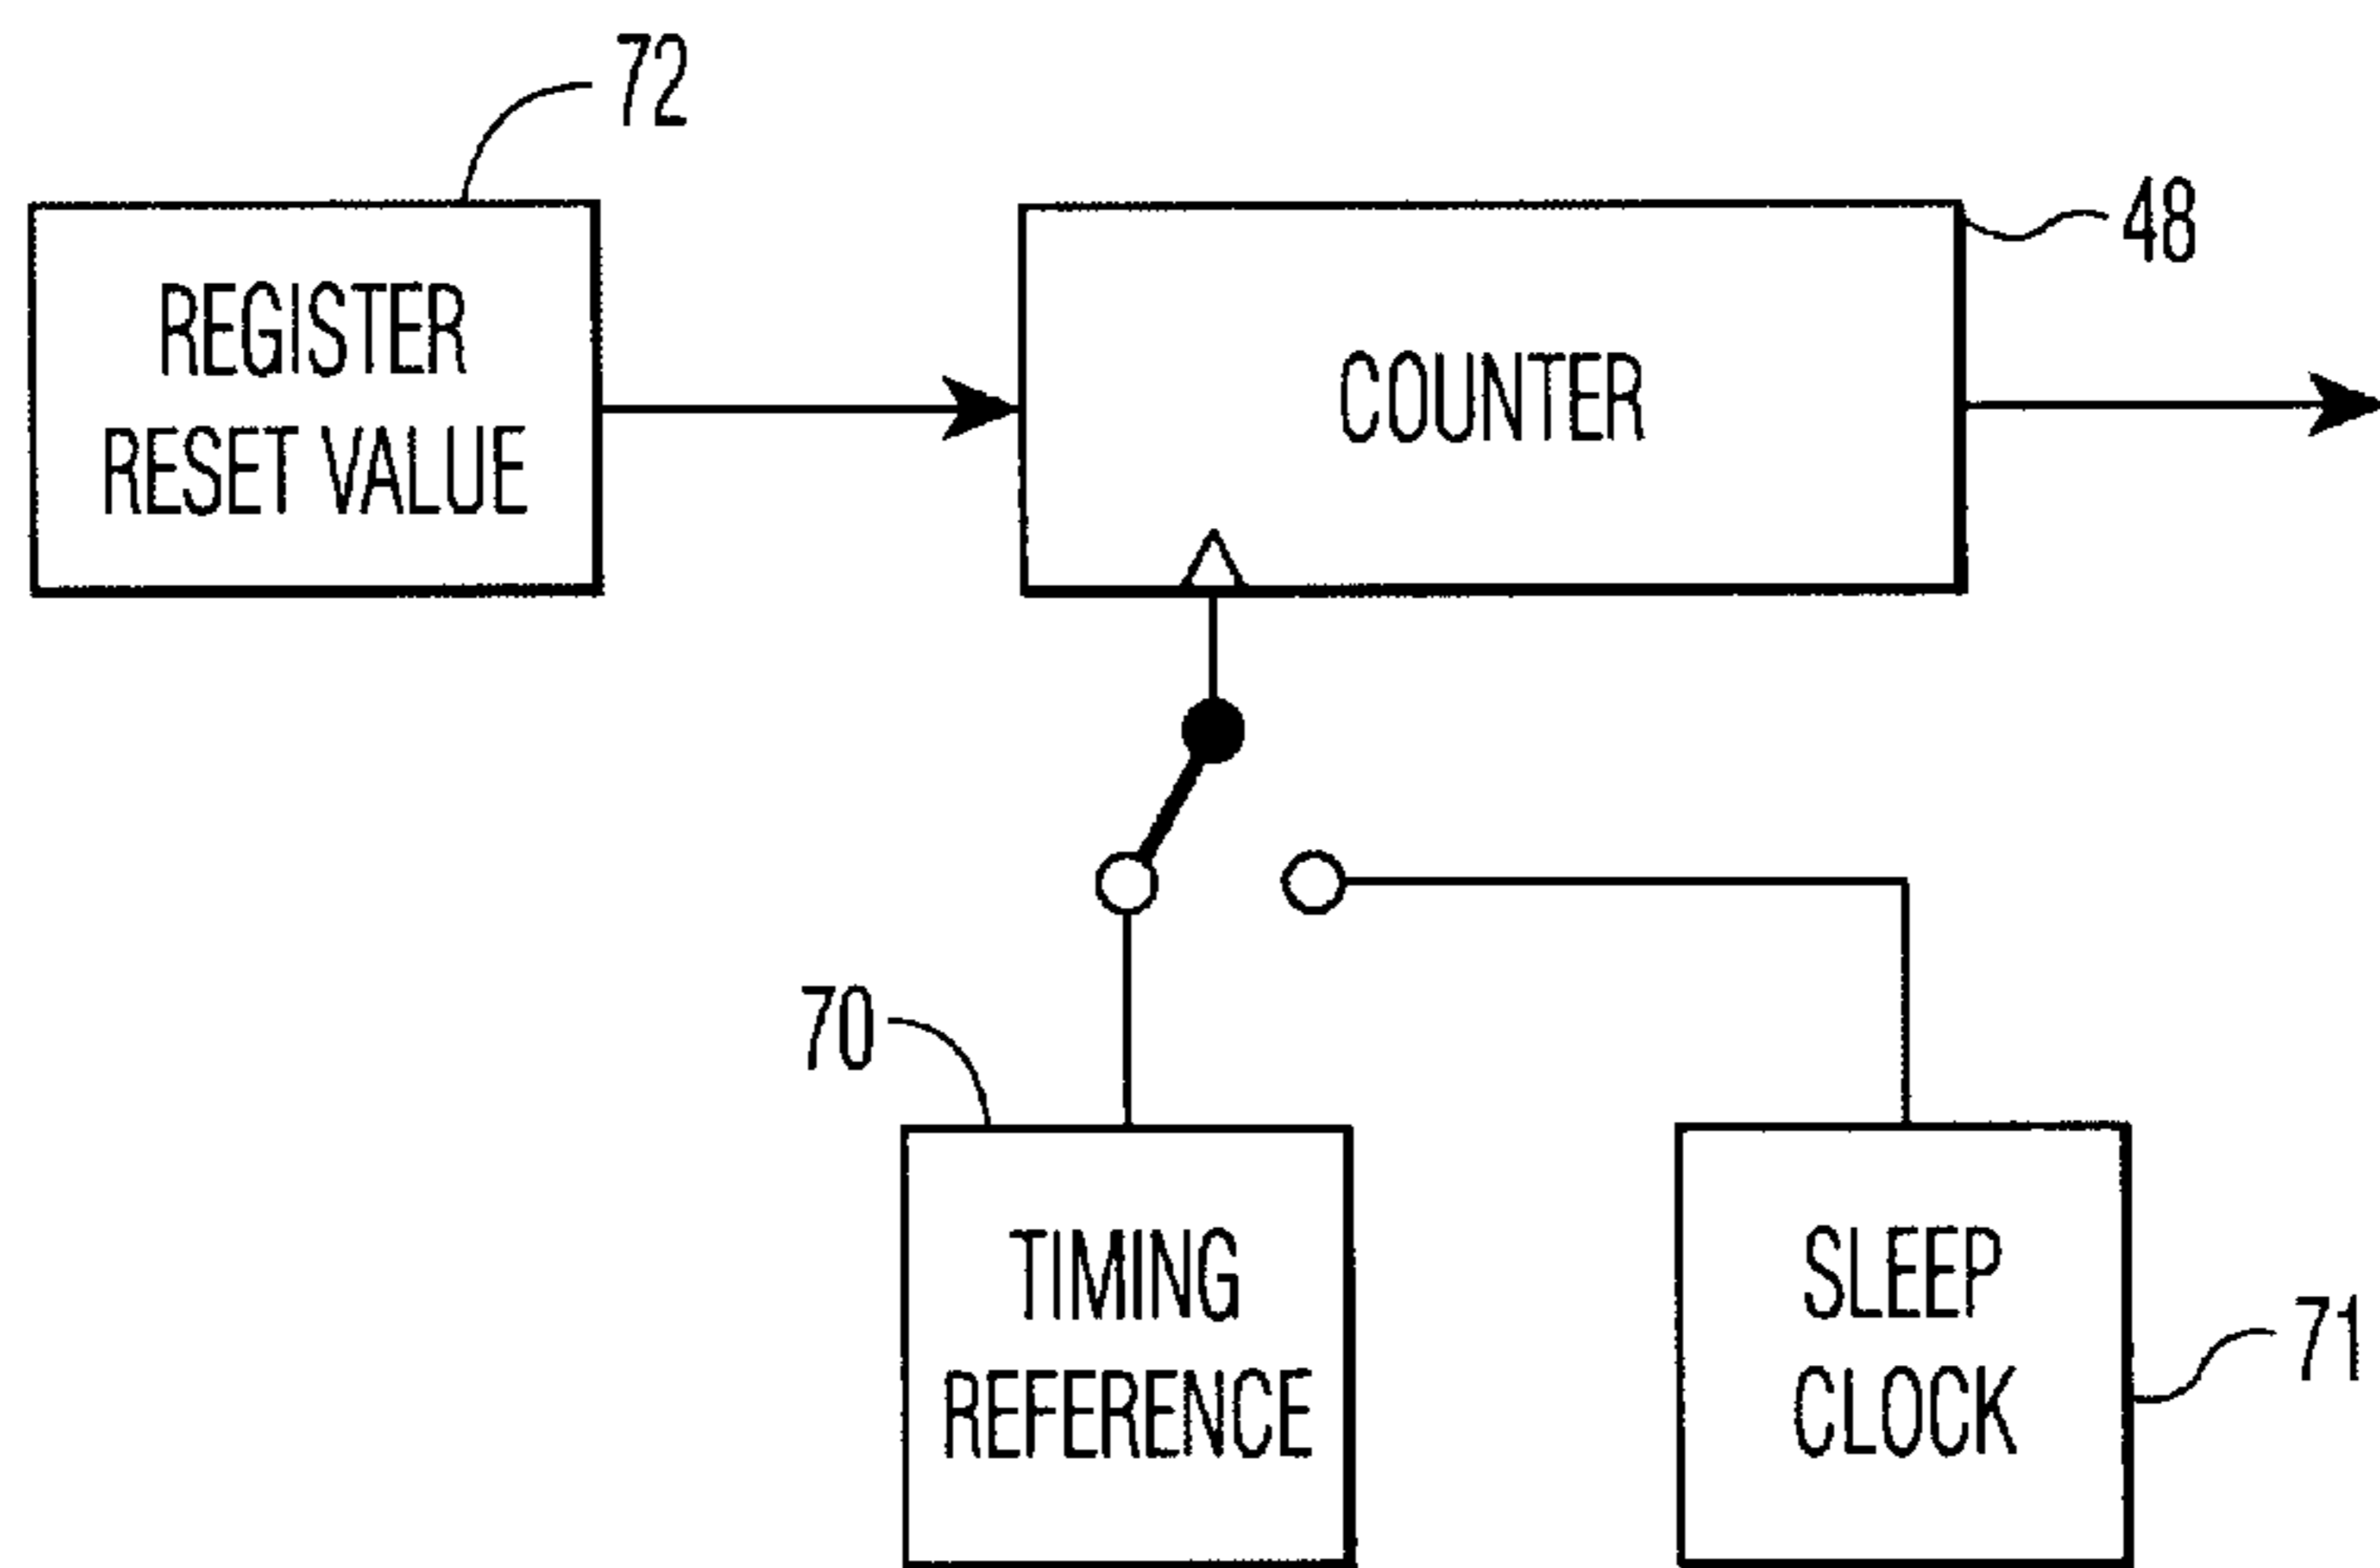 72
48
REGISTER
RESET VALUE
COUNTER
70
TIMING
REFERENCE
SLEEP
CLOCK
71